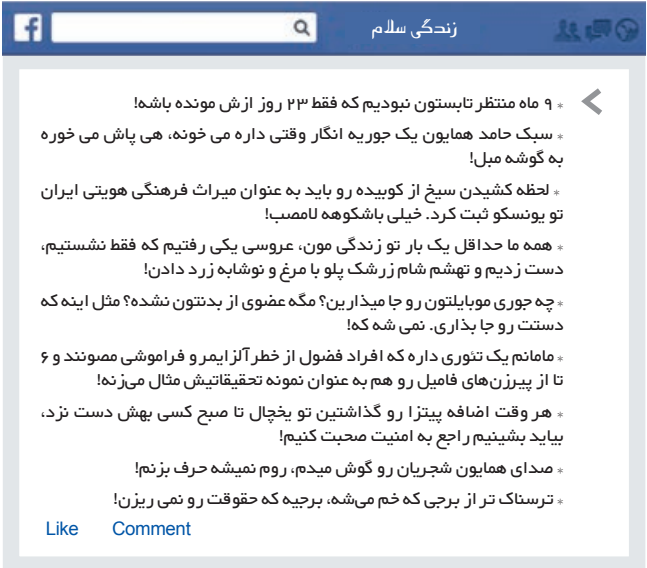 f
زندگی سلام
* ۹ ماه منتظر تابستون نبودیم که فقط ۲۳ روز ازش مونده باشه!
* سبک حامد همایون یک جوریه انگار وقتی داره می خونه، هی پاش می خوره
به گوشه مبل!
* لحظه کشیدن سیخ از کوبیده رو باید به عنوان میراث فرهنگی هویتی ایران
تو یونسکو ثبت کرد. خیلی باشکوهه لامصب!
* همه ما حداقل یک بار تو زندگی مون، عروسی یکی رفتیم که فقط نشستیم،
دست زدیم و تهشم شام زرشک پلو با مرغ و نوشابه زرد دادن!
* چه جوری موبایلتون رو جا میذارین؟ مگه عضوی از بدنتون نشده؟ مثل اینه که
دستت رو جا بذاری. نمی شه که!
* مامانم یک تئوری داره که افراد فضول از خطر آلزایمر و فراموشی مصونند و ۶
تا از پیرزن‌های فامیل رو هم به عنوان نمونه تحقیقاتیش مثال می‌زنه!
* هر وقت اضافه پیتزا رو گذاشتین تو یخچال تا صبح کسی بهش دست نزد،
بیاید بشینیم راجع به امنیت صحبت کنیم!
* صدای همایون شجریان رو گوش میدم، روم نمیشه حرف بزنم!
* ترسناک تر از برجی که خم می‌شه، برجیه که حقوقت رو نمی ریزن!
Like Comment